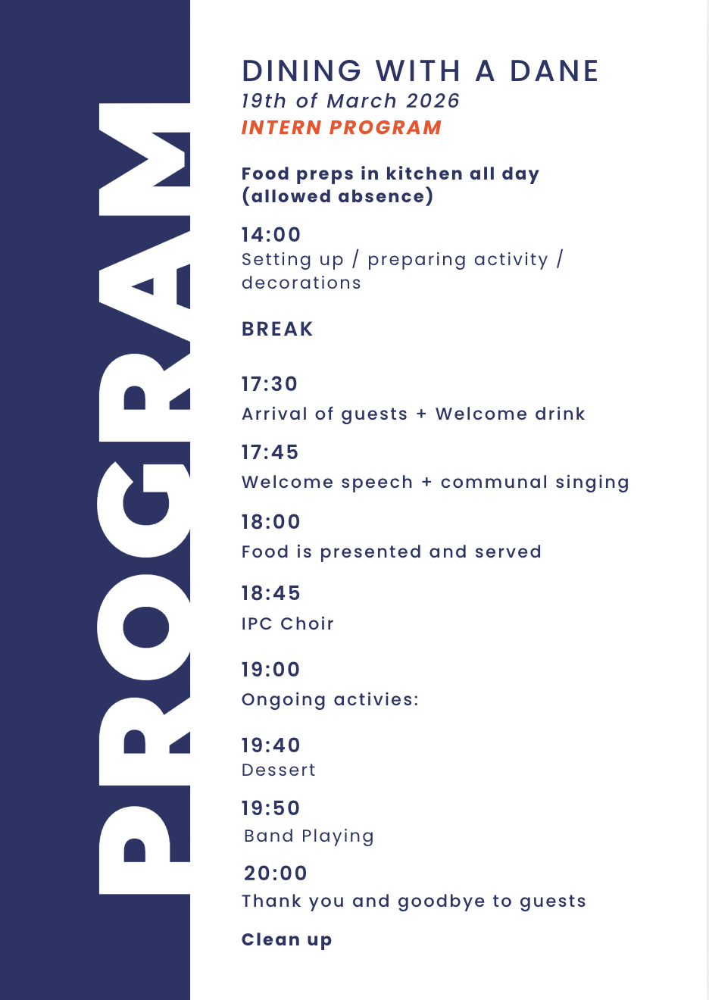 PROGRAM
DINING WITH A DANE
19th of March 2026
INTERN PROGRAM
Food preps in kitchen all day
(allowed absence)
14:00
Setting up / preparing activity /
decorations
BREAK
17:30
Arrival of guests + Welcome drink
17:45
Welcome speech + communal singing
18:00
Food is presented and served
18:45
IPC Choir
19:00
Ongoing activies:
19:40
Dessert
19:50
Band Playing
20:00
Thank you and goodbye to guests
Clean up